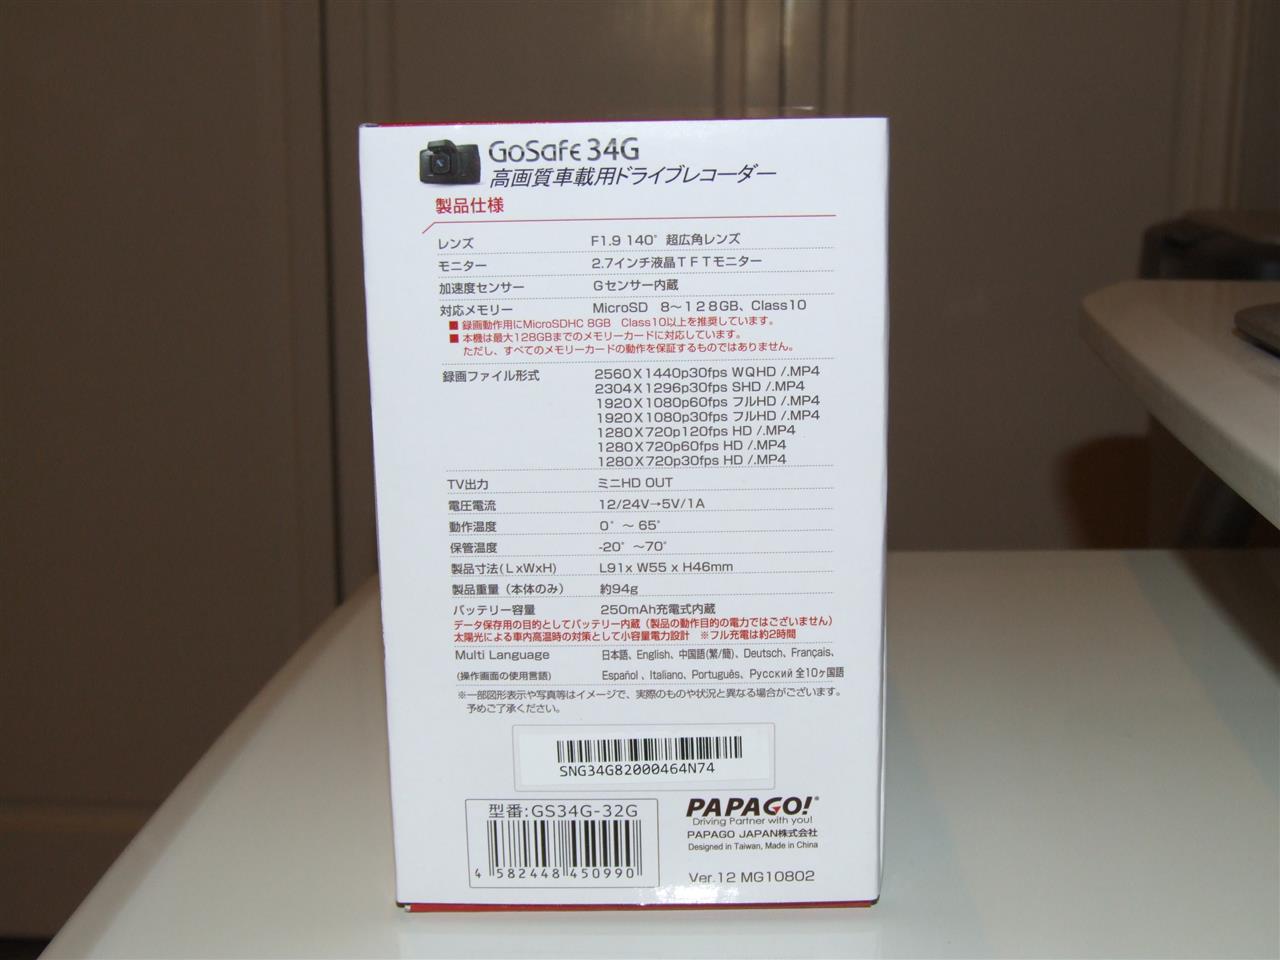 GoSafe 34G
高画質車載用ドライブレコーダー
製品仕様
レンズ F1.9 140° 超広角レンズ
モニター 2.7インチ液晶TFTモニター
加速度センサー Gセンサー内蔵
対応メモリー MicroSD 8～128GB、Class10
■ 録画動作用にMicroSDHC 8GB Class10以上を推奨しています。
■ 本機は最大128GBまでのメモリーカードに対応しています。
ただし、すべてのメモリーカードの動作を保証するものではありません。
録画ファイル形式 2560X1440p30fps WQHD /.MP4
2304X1296p30fps SHD /.MP4
1920X1080p60fps フルHD /.MP4
1920X1080p30fps フルHD /.MP4
1280X720p120fps HD /.MP4
1280X720p60fps HD /.MP4
1280X720p30fps HD /.MP4
TV出力 ミニHD OUT
電圧電流 12/24V→5V/1A
動作温度 0°～65°
保管温度 -20°～70°
製品寸法(LxWxH) L91x W55 x H46mm
製品重量（本体のみ） 約94g
バッテリー容量 250mAh充電式内蔵
データ保存用の目的としてバッテリー内蔵（製品の動作目的の電力ではございません）
太陽光による車内高温時の対策として小容量電力設計 ※フル充電は約2時間
Multi Language 日本語、English、中国語(繁/簡)、Deutsch、Français、
(操作画面の使用言語) Español、Italiano、Português、Русский 全10ヶ国語
※一部図形表示や写真等はイメージで、実際のものや状況と異なる場合がございます。
予めご了承ください。
SNG34G82000464N74
型番:GS34G-32G
4 582448 450990
PAPAGO!®
Driving Partner with you!
PAPAGO JAPAN株式会社
Designed in Taiwan, Made in China
Ver.12 MG10802